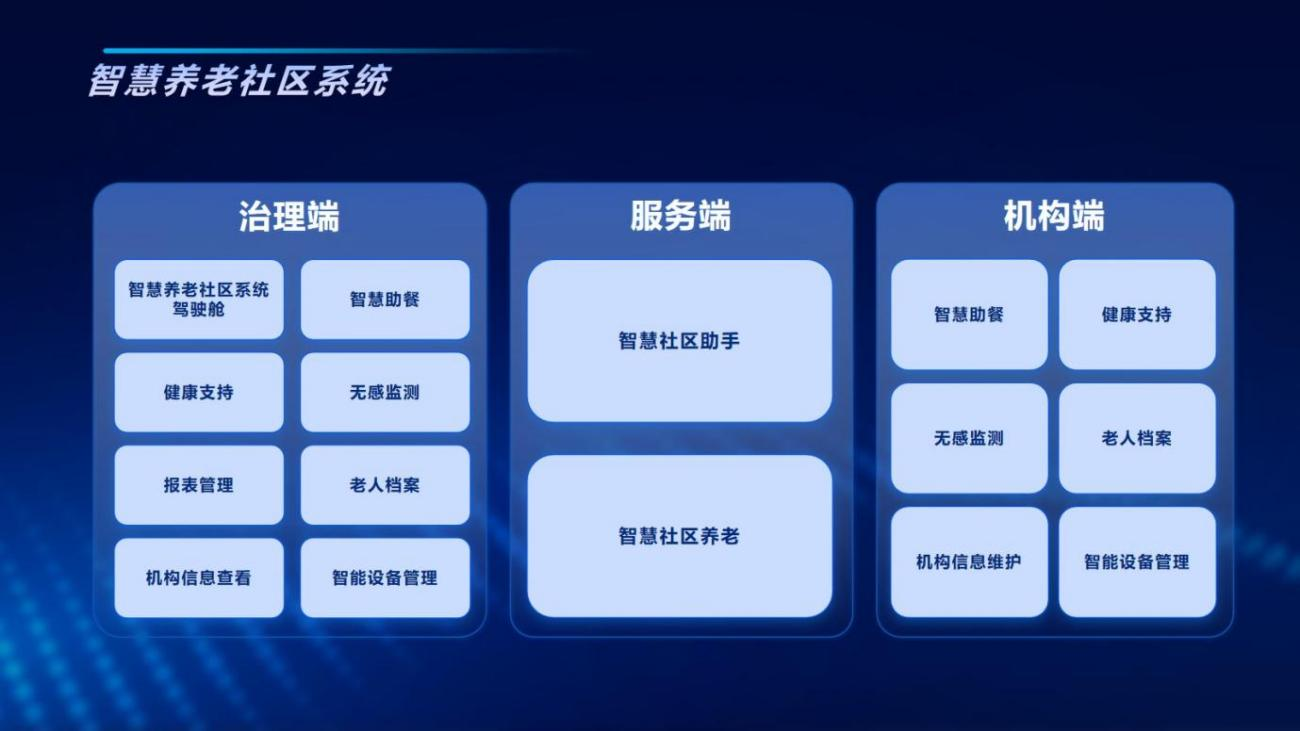 智慧养老社区系统
治理端
智慧养老社区系统
驾驶舱
智慧助餐
健康支持
无感监测
报表管理
老人档案
机构信息查看
智能设备管理
服务端
智慧社区助手
智慧社区养老
机构端
智慧助餐
健康支持
无感监测
老人档案
机构信息维护
智能设备管理